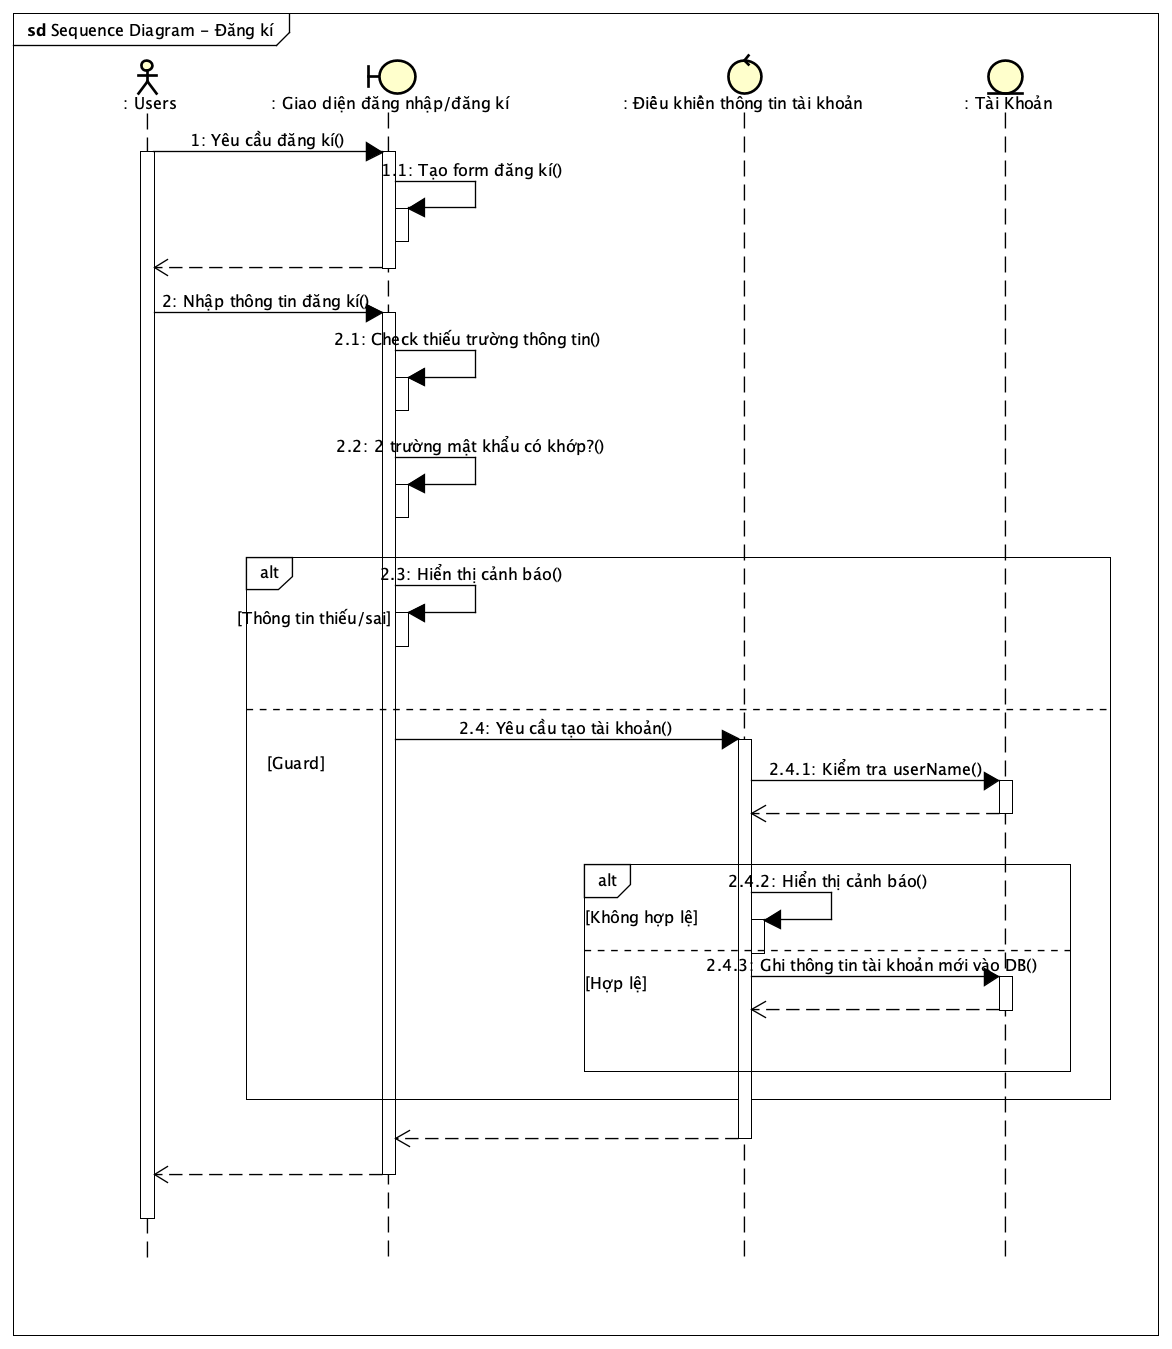 sd Sequence Diagram - Đăng kí
: Users
: Giao diện đăng nhập/đăng kí
: Điều khiển thông tin tài khoản
: Tài Khoản
1: Yêu cầu đăng kí()
1.1: Tạo form đăng kí()
2: Nhập thông tin đăng kí()
2.1: Check thiếu trường thông tin()
2.2: 2 trường mật khẩu có khớp?()
alt
2.3: Hiển thị cảnh báo()
[Thông tin thiếu/sai]
2.4: Yêu cầu tạo tài khoản()
[Guard]
2.4.1: Kiểm tra userName()
alt
2.4.2: Hiển thị cảnh báo()
[Không hợp lệ]
2.4.3: Ghi thông tin tài khoản mới vào DB()
[Hợp lệ]